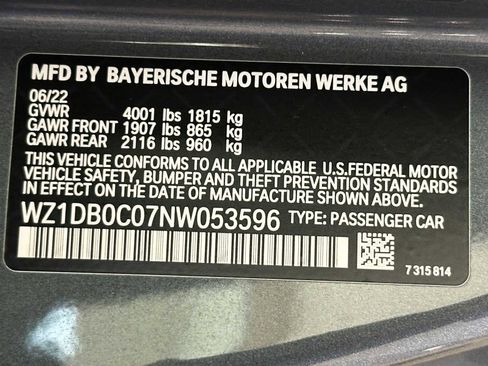 MFD BY BAYERISCHE MOTOREN WERKE AG
06/22
GVWR 4001 lbs 1815 kg
GAWR FRONT 1907 lbs 865 kg
GAWR REAR 2116 lbs 960 kg
THIS VEHICLE CONFORMS TO ALL APPLICABLE U.S.FEDERAL MOTOR
VEHICLE SAFETY, BUMPER AND THEFT PREVENTION STANDARDS
IN EFFECT ON THE DATE OF MANUFACTURE SHOWN ABOVE.
WZ1DB0C07NW053596 TYPE: PASSENGER CAR
7 315 814